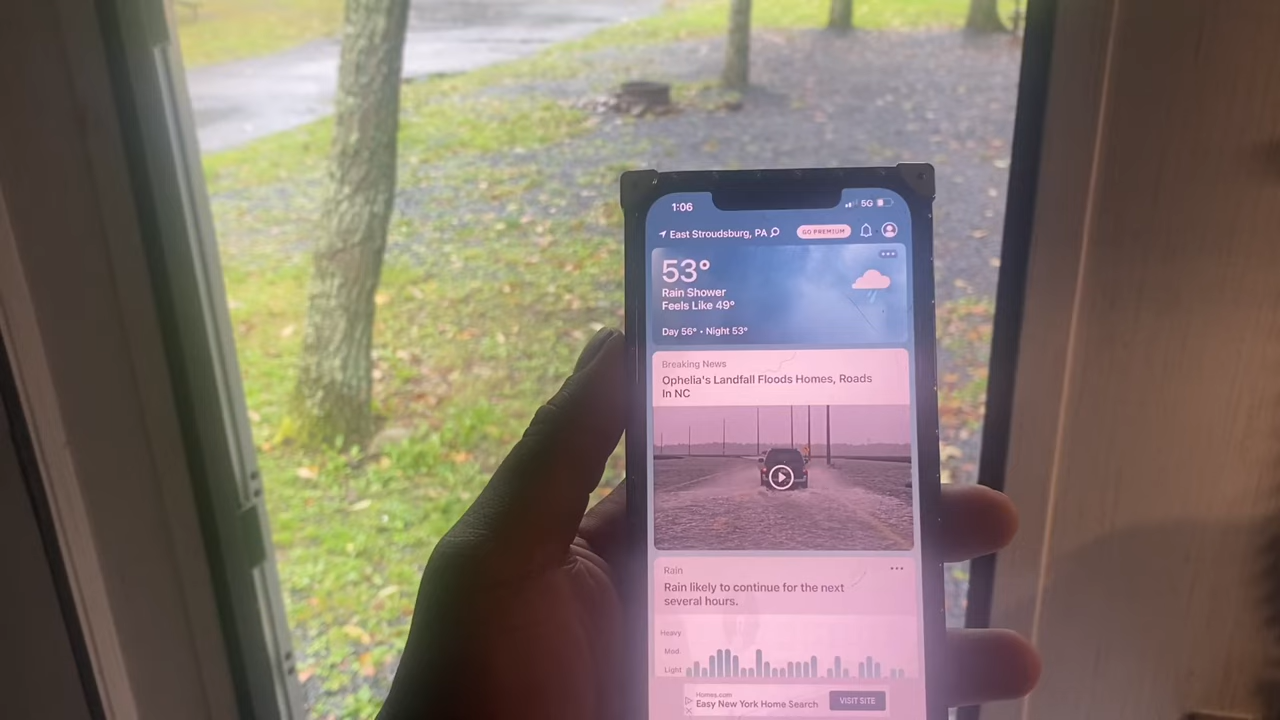 1:06 5G
East Stroudsburg, PA GO PREMIUM
53°
Rain Shower
Feels Like 49°
Day 56° • Night 53°
Breaking News
Ophelia's Landfall Floods Homes, Roads
In NC
Rain
Rain likely to continue for the next
several hours.
Heavy
Mod.
Light
Homes.com
Easy New York Home Search
VISIT SITE